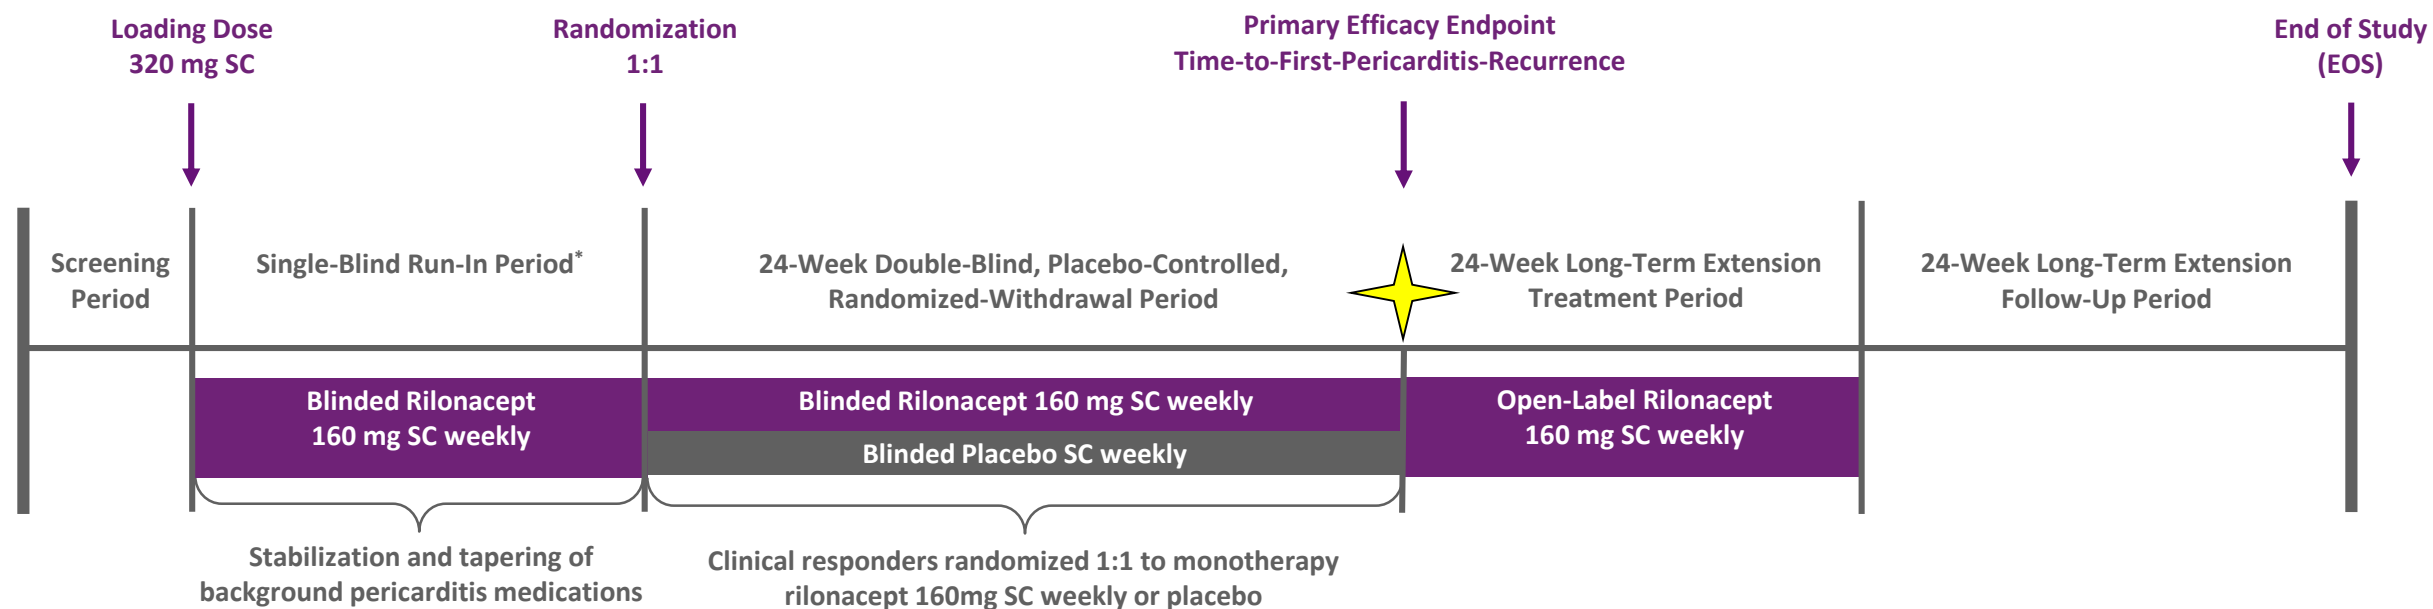 Loading Dose
320 mg SC
Randomization
1:1
Primary Efficacy Endpoint
Time-to-First-Pericarditis-Recurrence
End of Study
(EOS)
Screening
Period
Single-Blind Run-In Period*
24-Week Double-Blind, Placebo-Controlled,
Randomized-Withdrawal Period
24-Week Long-Term Extension
Treatment Period
24-Week Long-Term Extension
Follow-Up Period
Blinded Rilonacept
160 mg SC weekly
Blinded Rilonacept 160 mg SC weekly
Blinded Placebo SC weekly
Open-Label Rilonacept
160 mg SC weekly
Stabilization and tapering of
background pericarditis medications
Clinical responders randomized 1:1 to monotherapy
rilonacept 160mg SC weekly or placebo